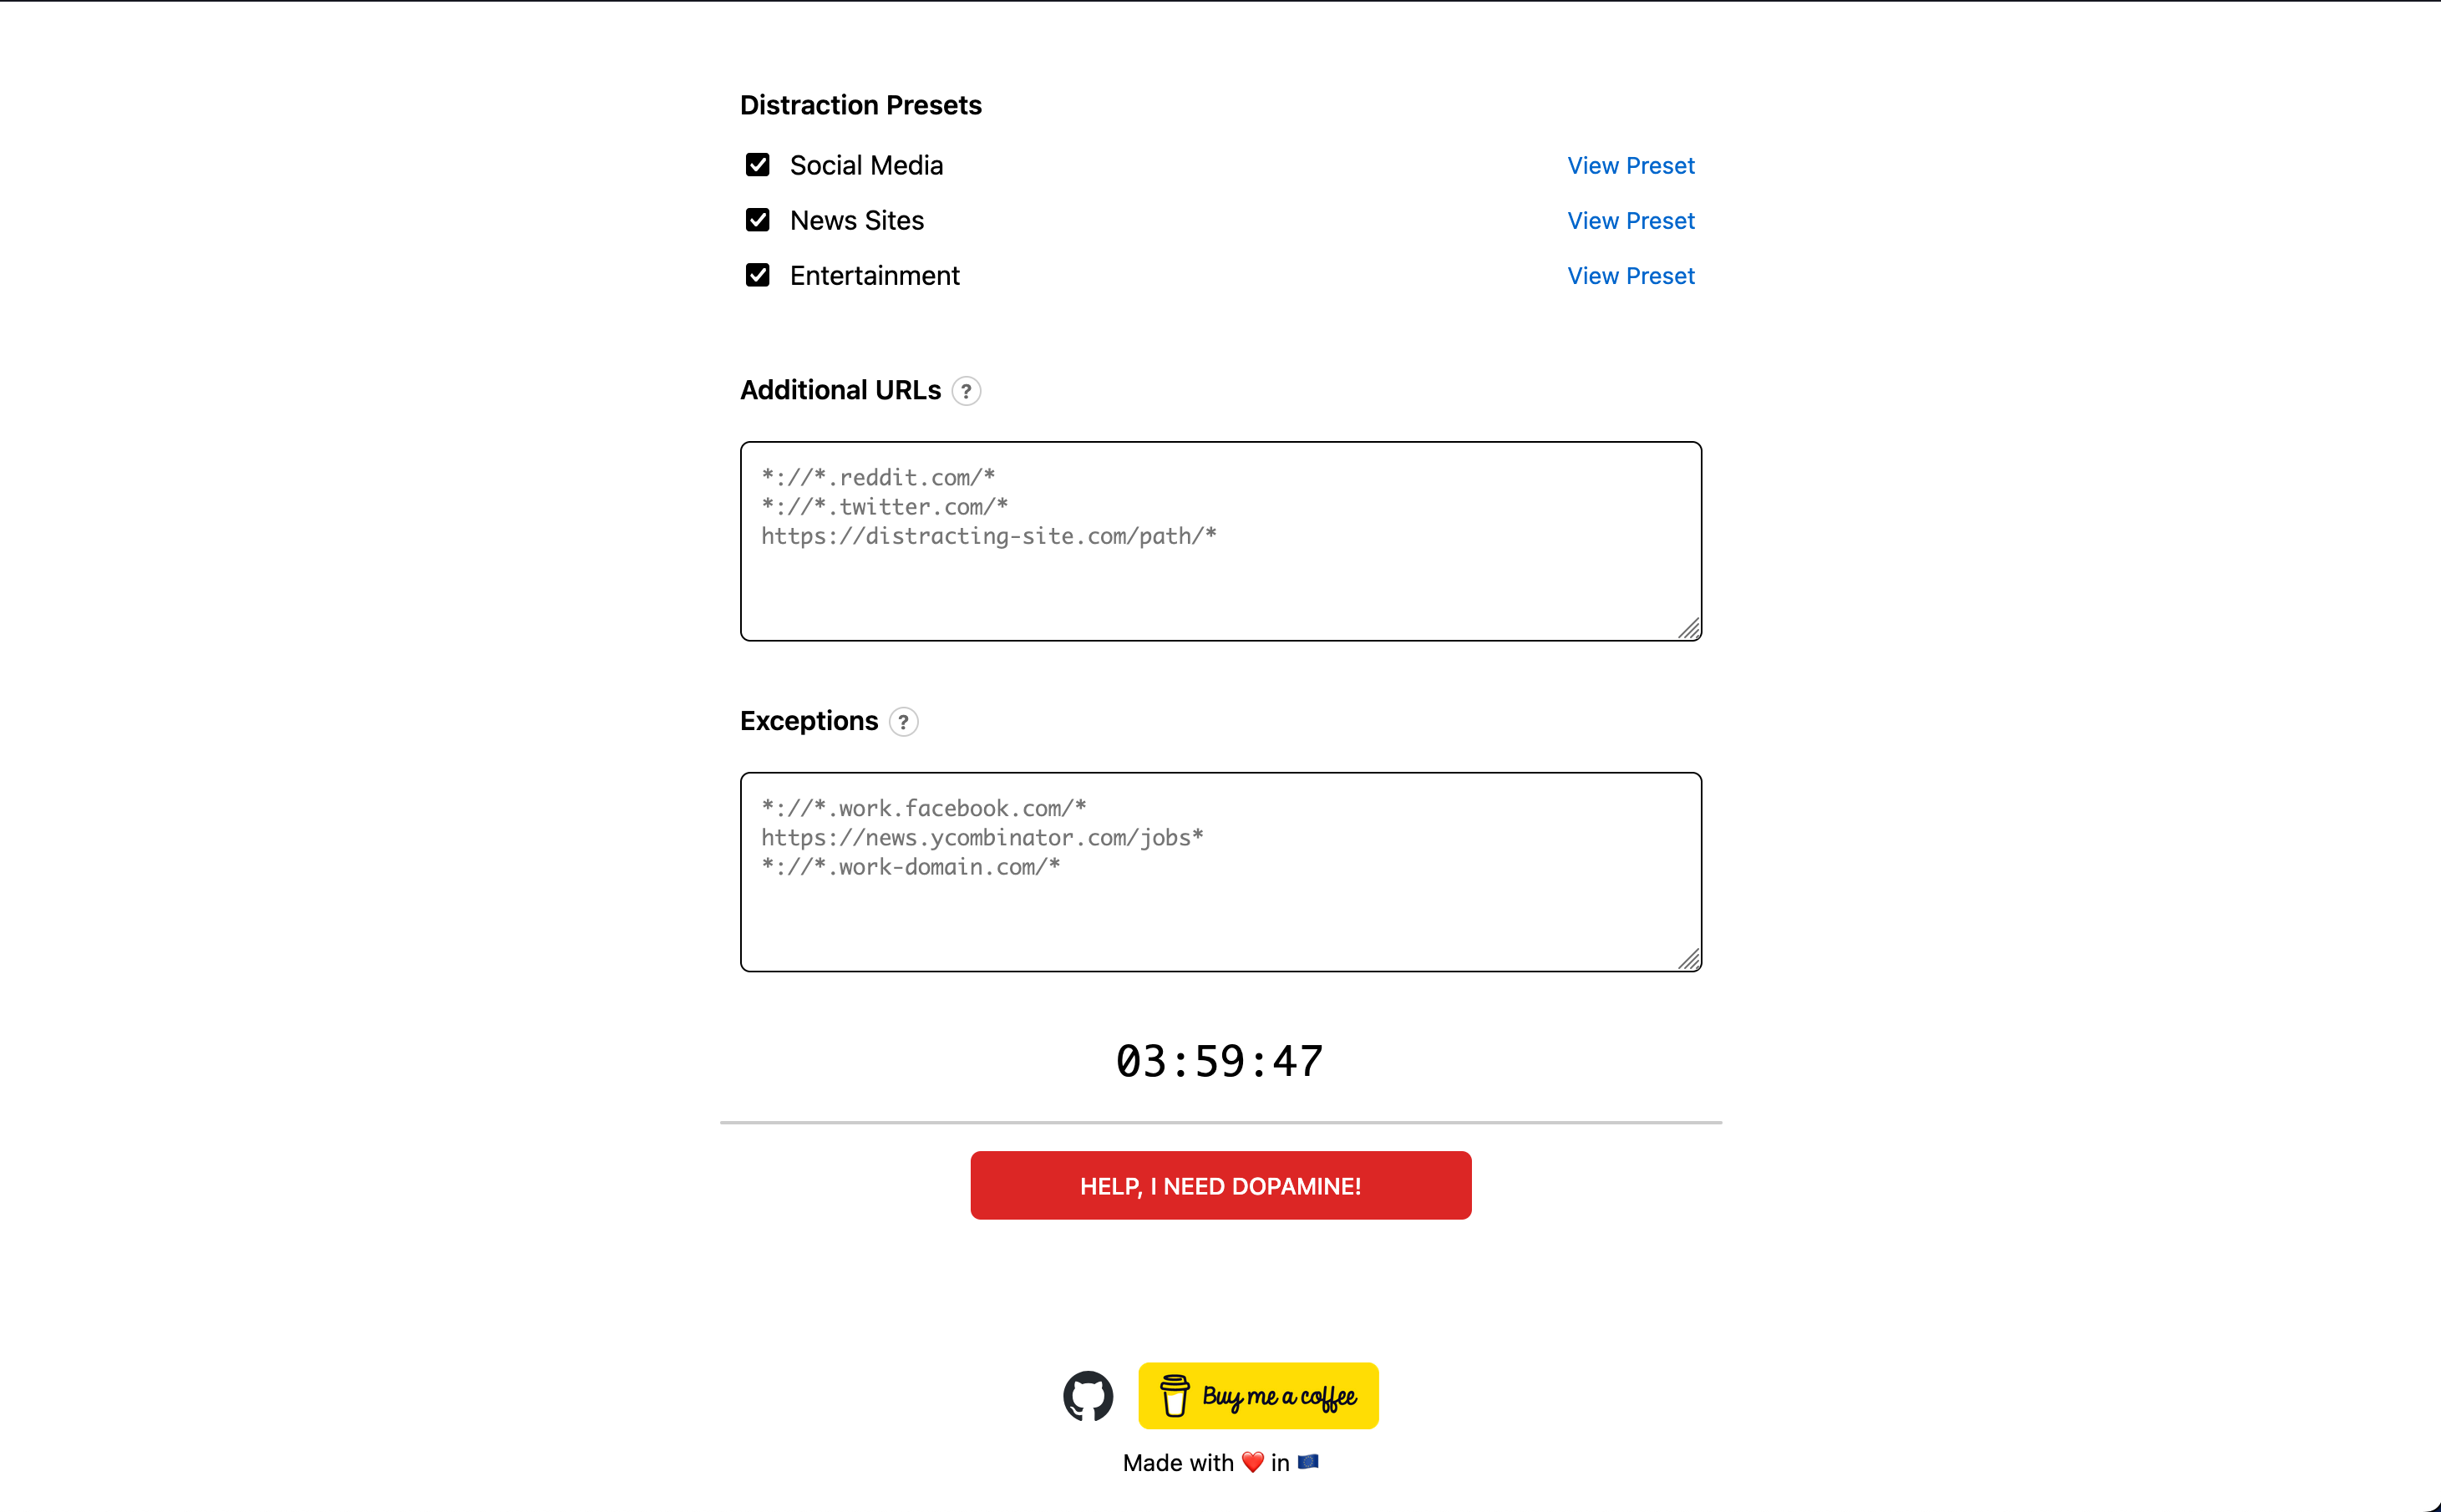 Distraction Presets
Social Media View Preset
News Sites View Preset
Entertainment View Preset
Additional URLs ?
*://*.reddit.com/*
*://*.twitter.com/*
https://distracting-site.com/path/*
Exceptions ?
*://*.work.facebook.com/*
https://news.ycombinator.com/jobs*
*://*.work-domain.com/*
03:59:47
HELP, I NEED DOPAMINE!
Buy me a coffee
Made with ❤️ in 🇪🇺